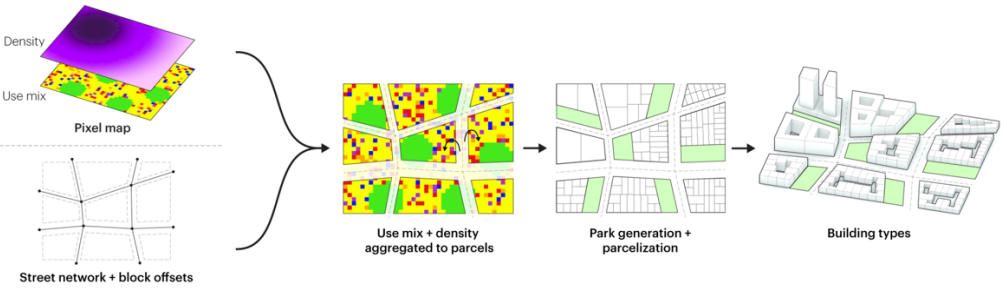 Density
Use mix
Pixel map
Street network + block offsets
Use mix + density
aggregated to parcels
Park generation +
parcelization
Building types